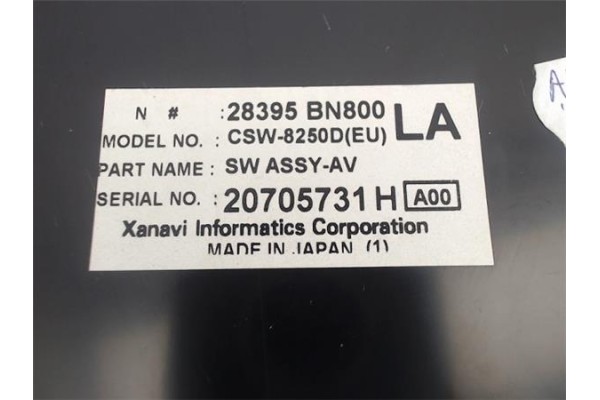 N # : 28395 BN800 LA
MODEL NO. : CSW-8250D(EU)
PART NAME : SW ASSY-AV
SERIAL NO. : 20705731 H A00
Xanavi Informatics Corporation
MADE IN JAPAN (1)